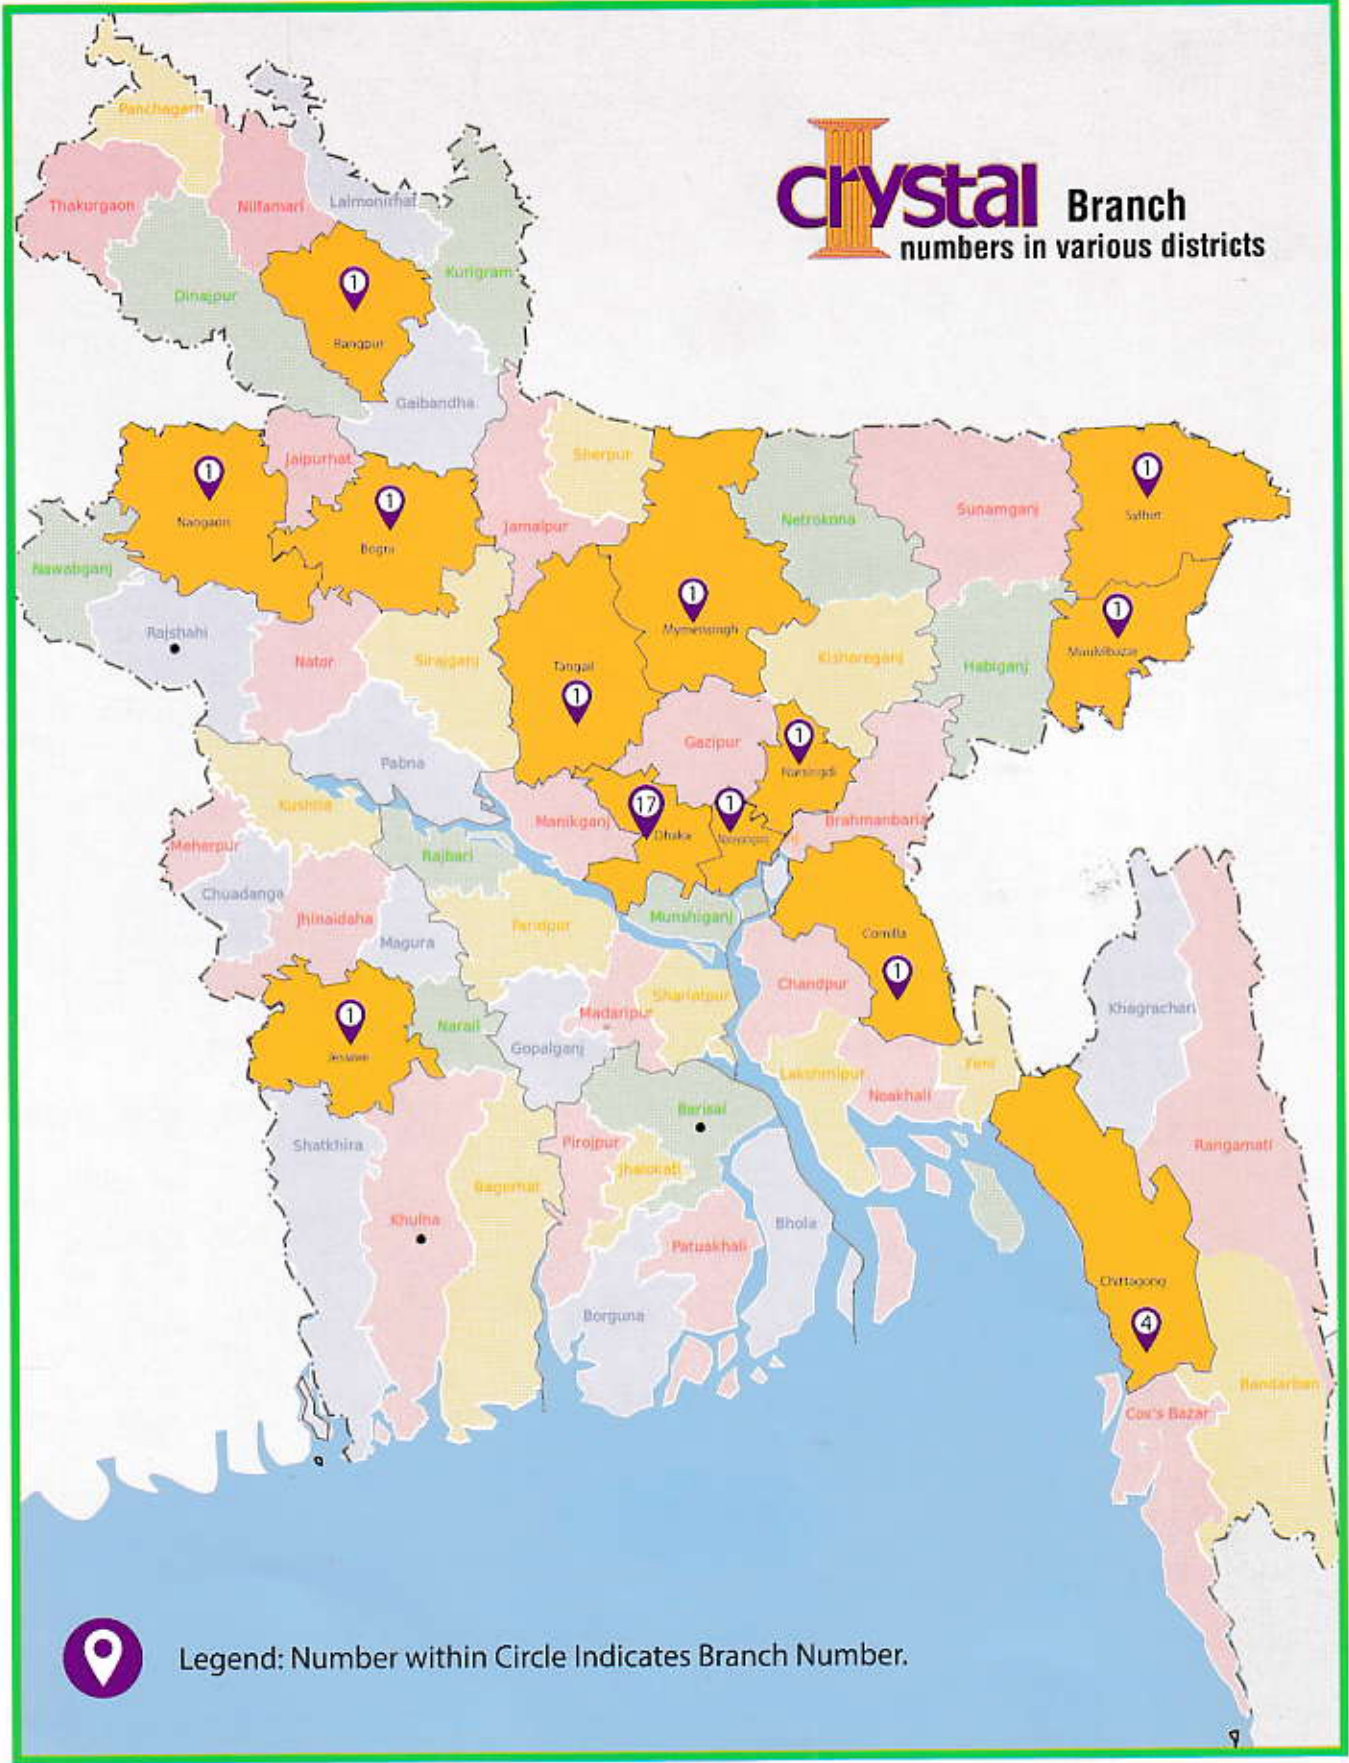 crystal Branch
numbers in various districts
Panchagarh
Thakurgaon
Nilfamari
Lalmonirhat
Dinajpur
Kurigram
1
Rangpur
Gaibandha
Jaipurhat
Sherpur
1
Naogaon
1
Bogra
Jamalpur
Netrokona
Sunamganj
1
Sylhet
Nawabganj
1
Mymensingh
1
Rajshahi
Moulvibazar
Nator
Sirajganj
Tangail
1
Kishoreganj
Habiganj
Gazipur
1
Narsingdi
Pabna
Kushtia
Manikganj
17
Dhaka
1
Brahmanbaria
Meherpur
Rajbari
Chuadanga
Jhinaidaha
Magura
Faridpur
Munshiganj
Comilla
1
Chandpur
Khagrachari
Madaripur
Shariatpur
1
Jessore
Narail
Gopalganj
Lakshmipur
Noakhali
Feni
Barisal
Shatkhira
Pirojpur
Jhalokati
Rangamati
Bagerhat
Khulna
Patuakhali
Bhola
Chittagong
4
Borguna
Bandarban
Cox's Bazar
Legend: Number within Circle Indicates Branch Number.